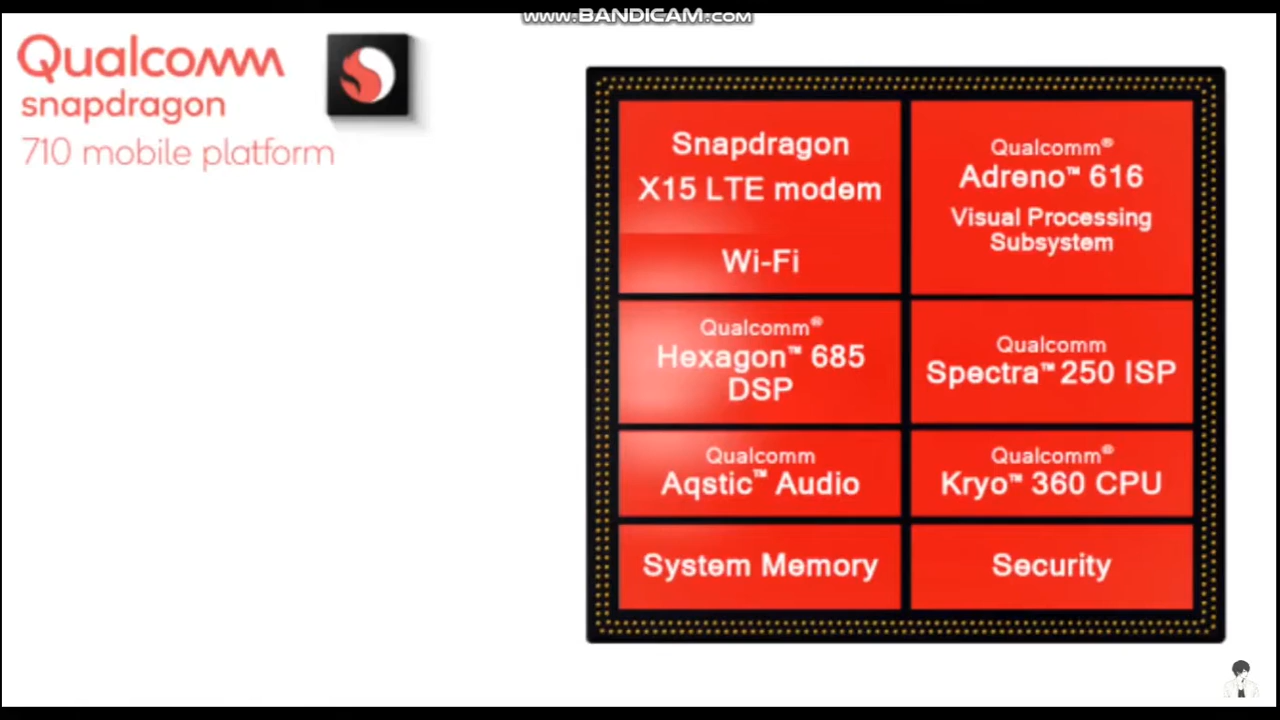 www.BANDICAM.com
Qualcomm
snapdragon
710 mobile platform
Snapdragon
X15 LTE modem
Wi-Fi
Qualcomm®
Adreno™ 616
Visual Processing
Subsystem
Qualcomm®
Hexagon™ 685
DSP
Qualcomm
Spectra™ 250 ISP
Qualcomm
Aqstic™ Audio
Qualcomm®
Kryo™ 360 CPU
System Memory
Security